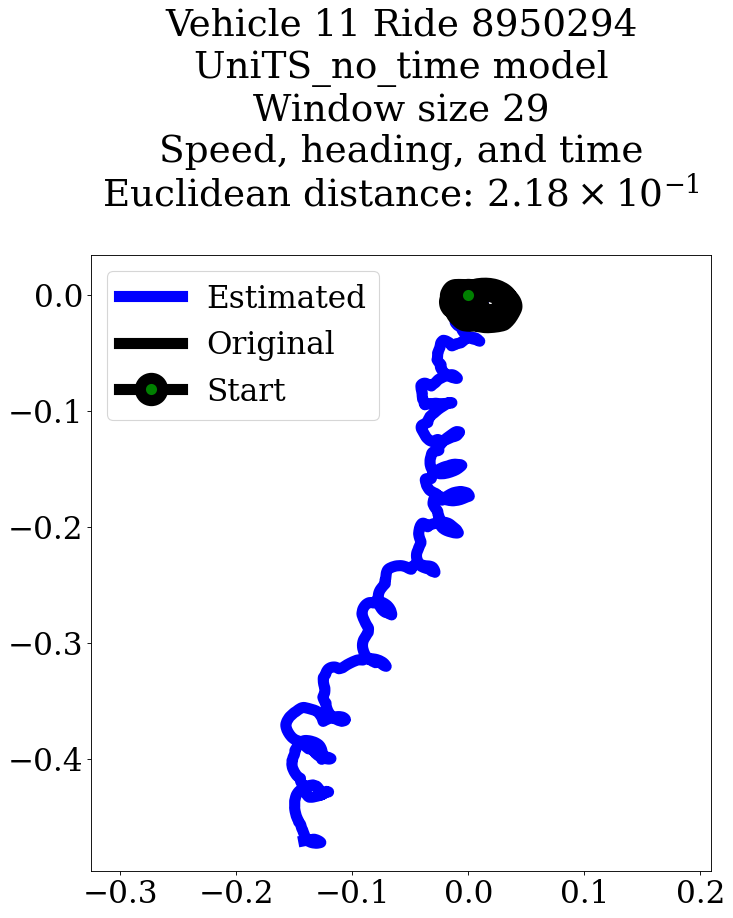 Vehicle 11 Ride 8950294
UniTS_no_time model
Window size 29
Speed, heading, and time
Euclidean distance: 2.18 × 10⁻¹
Estimated
Original
Start
0.0
−0.1
−0.2
−0.3
−0.4
−0.3 −0.2 −0.1 0.0 0.1 0.2